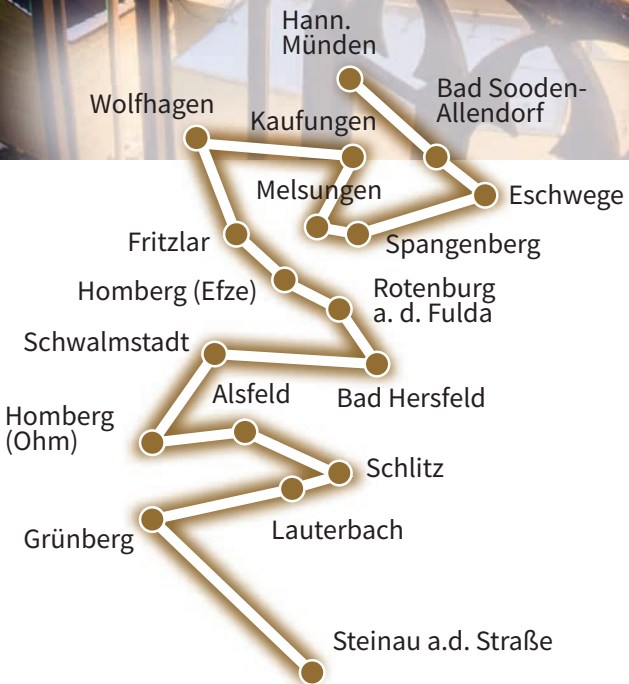 Hann.
Münden
Bad Sooden-
Allendorf
Wolfhagen
Kaufungen
Melsungen
Eschwege
Fritzlar
Spangenberg
Homberg (Efze)
Rotenburg
a. d. Fulda
Schwalmstadt
Alsfeld
Bad Hersfeld
Homberg
(Ohm)
Schlitz
Lauterbach
Grünberg
Steinau a.d. Straße